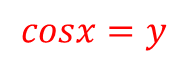 cosx = y